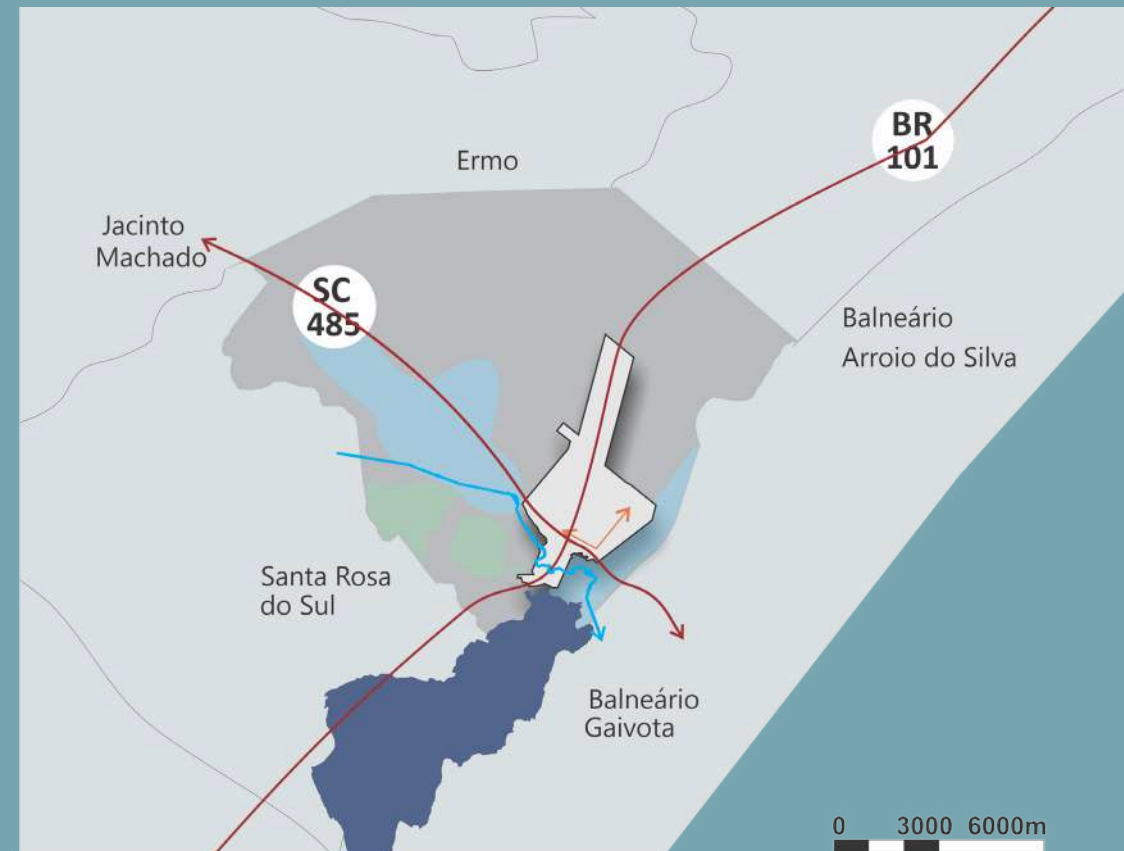 BR
101
Ermo
Jacinto
Machado
SC
485
Balneário
Arroio do Silva
Santa Rosa
do Sul
Balneário
Gaivota
0 3000 6000m